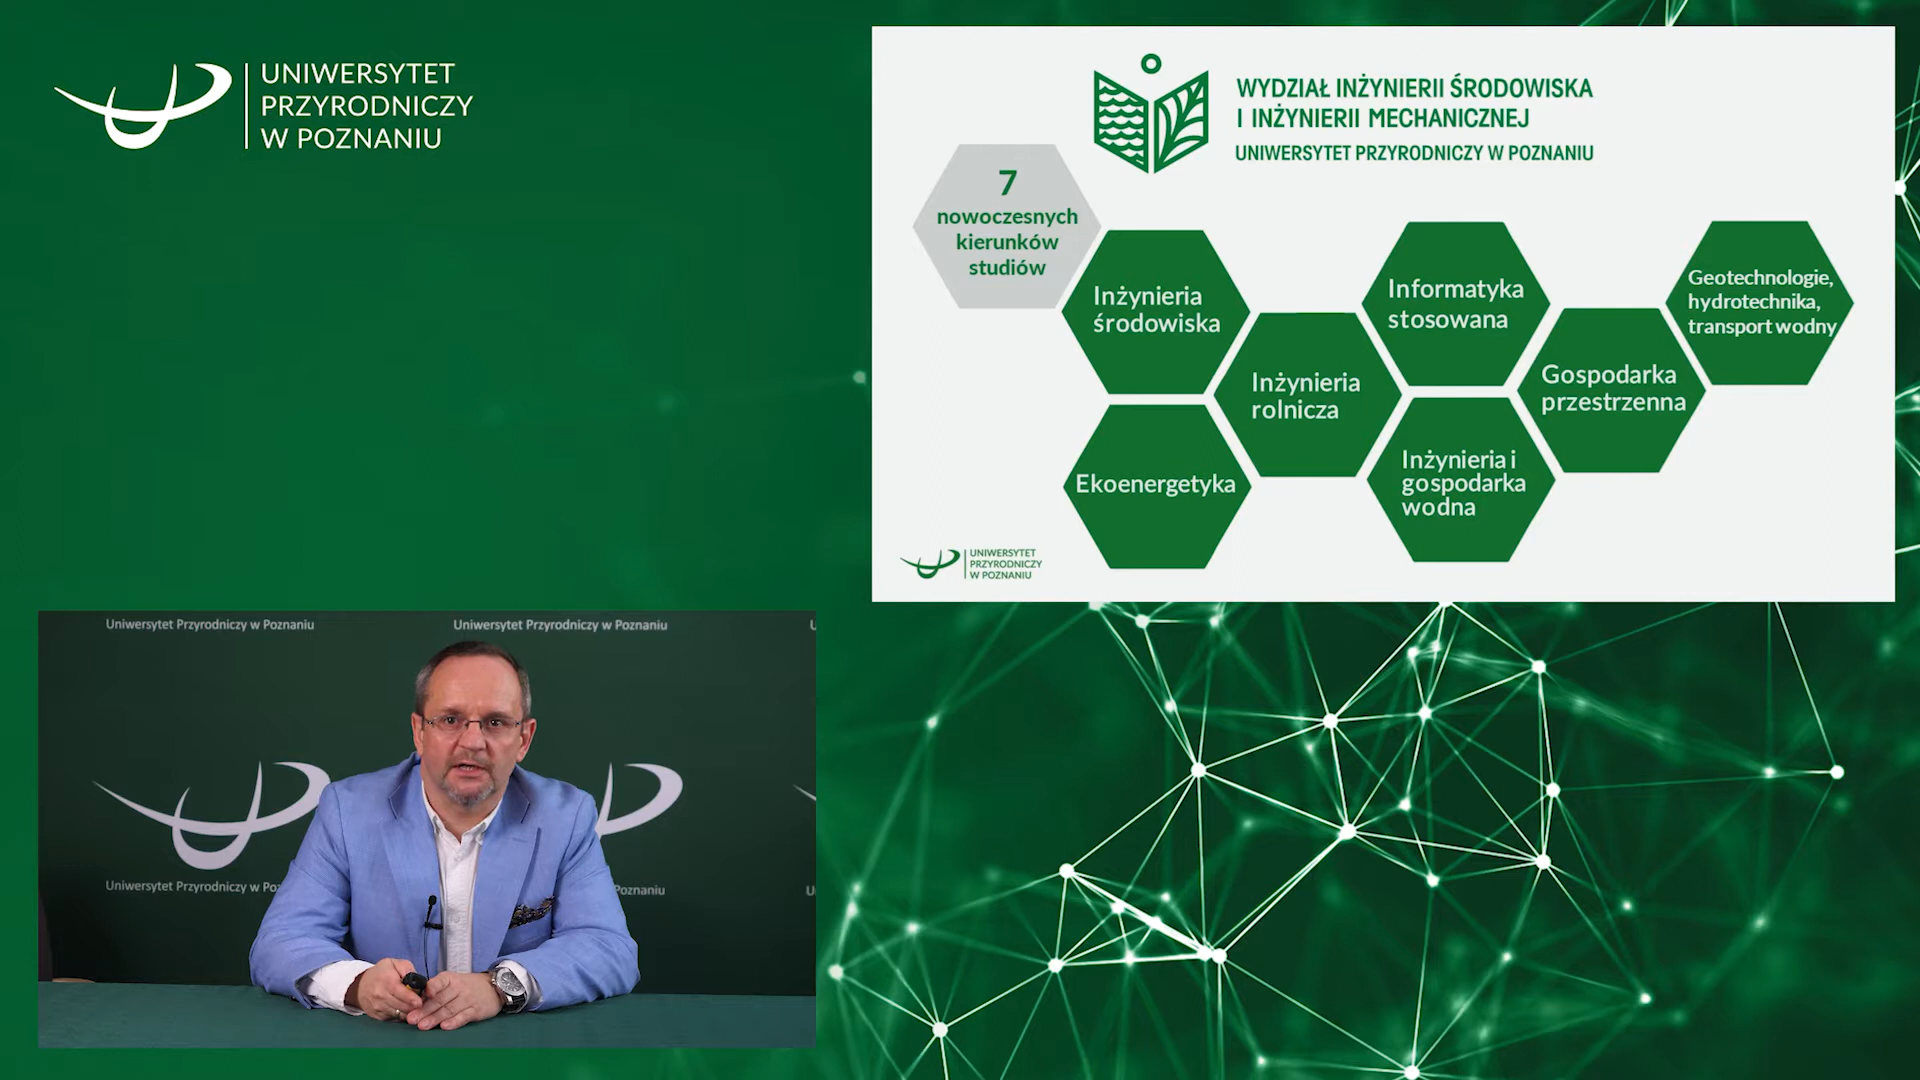 UNIWERSYTET
PRZYRODNICZY
W POZNANIU
WYDZIAŁ INŻYNIERII ŚRODOWISKA
I INŻYNIERII MECHANICZNEJ
UNIWERSYTET PRZYRODNICZY W POZNANIU
7
nowoczesnych
kierunków
studiów
Inżynieria
środowiska
Informatyka
stosowana
Geotechnologie,
hydrotechnika,
transport wodny
Inżynieria
rolnicza
Gospodarka
przestrzenna
Ekoenergetyka
Inżynieria i
gospodarka
wodna
UNIWERSYTET
PRZYRODNICZY
W POZNANIU
Uniwersytet Przyrodniczy w Poznaniu
Uniwersytet Przyrodniczy w Poznaniu
U
Uniwersytet Przyrodniczy w Poz
Poznaniu
U